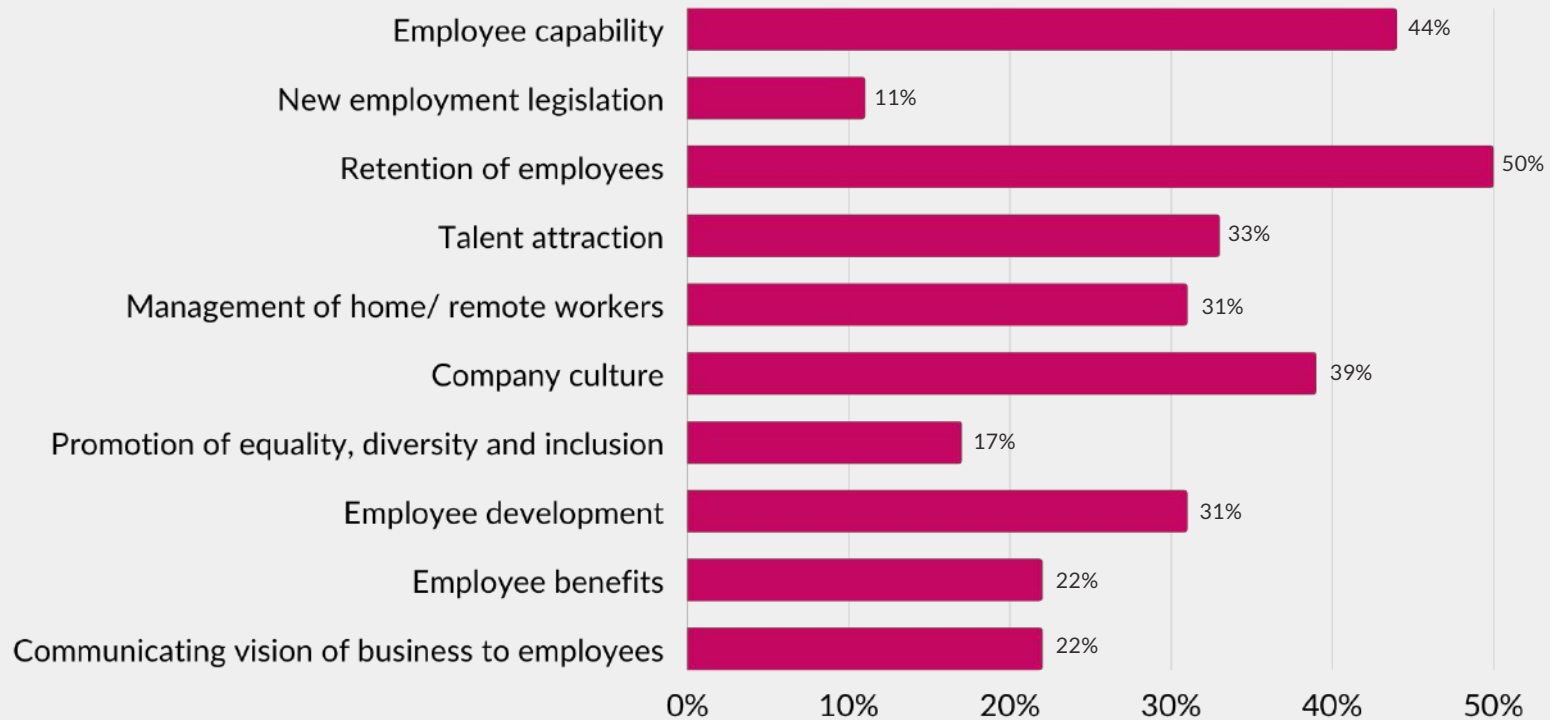 Employee capability 44%
New employment legislation 11%
Retention of employees 50%
Talent attraction 33%
Management of home/ remote workers 31%
Company culture 39%
Promotion of equality, diversity and inclusion 17%
Employee development 31%
Employee benefits 22%
Communicating vision of business to employees 22%
0% 10% 20% 30% 40% 50%